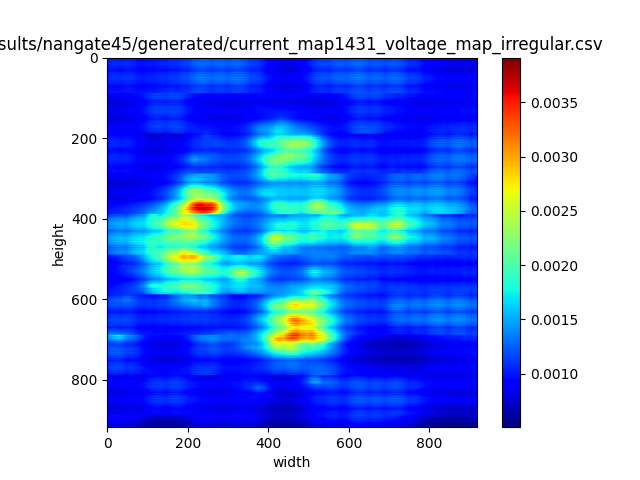 sults/nangate45/generated/current_map1431_voltage_map_irregular.csv
0
200
400
600
800
height
0 200 400 600 800
width
0.0035
0.0030
0.0025
0.0020
0.0015
0.0010